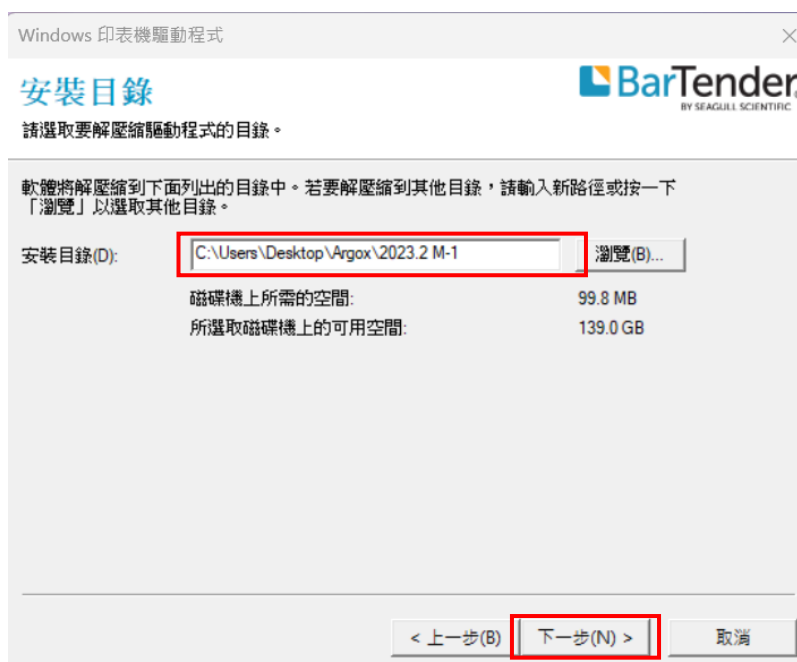 Windows 印表機驅動程式
安裝目錄
BarTender
BY SEAGULL SCIENTIFIC
請選取要解壓縮驅動程式的目錄。
軟體將解壓縮到下面列出的目錄中。若要解壓縮到其他目錄，請輸入新路徑或按一下
「瀏覽」以選取其他目錄。
安裝目錄(D): C:\Users\Desktop\Argox\2023.2 M-1 瀏覽(B)...
磁碟機上所需的空間: 99.8 MB
所選取磁碟機上的可用空間: 139.0 GB
< 上一步(B) 下一步(N) > 取消